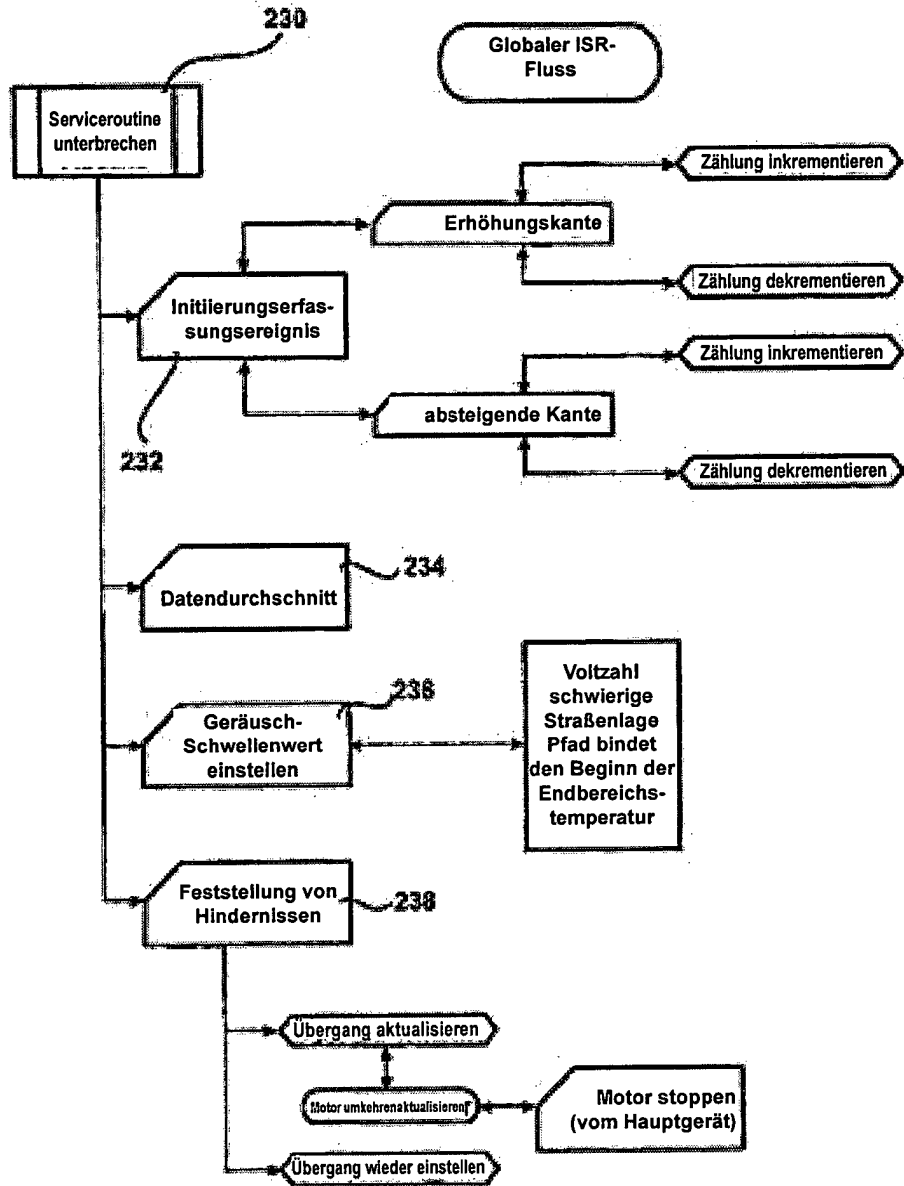 230
Globaler ISR-
Fluss
Serviceroutine
unterbrechen
Zählung inkrementieren
Erhöhungskante
Zählung dekrementieren
Initiierungserfas-
sungsereignis
Zählung inkrementieren
absteigende Kante
232
Zählung dekrementieren
234
Datendurchschnitt
236
Geräusch-
Schwellenwert
einstellen
Voltzahl
schwierige
Straßenlage
Pfad bindet
den Beginn der
Endbereichs-
temperatur
Feststellung von
Hindernissen
238
Übergang aktualisieren
Motor umkehrenaktualisieren
Motor stoppen
(vom Hauptgerät)
Übergang wieder einstellen